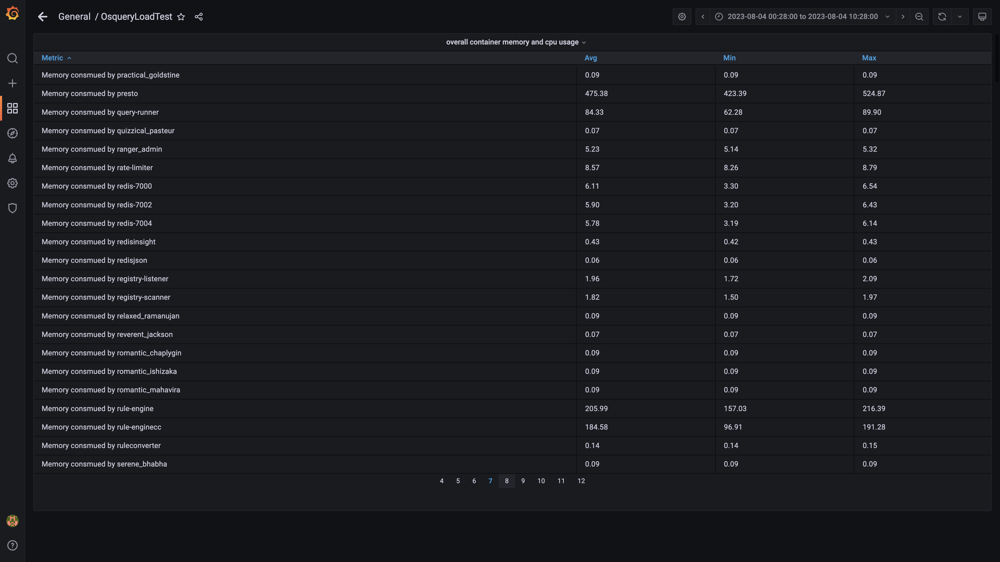 General / OsqueryLoadTest
2023-08-04 00:28:00 to 2023-08-04 10:28:00
overall container memory and cpu usage
Metric Avg Min Max
Memory consmued by practical_goldstine 0.09 0.09 0.09
Memory consmued by presto 475.38 423.39 524.87
Memory consmued by query-runner 84.33 62.28 89.90
Memory consmued by quizzical_pasteur 0.07 0.07 0.07
Memory consmued by ranger_admin 5.23 5.14 5.32
Memory consmued by rate-limiter 8.57 8.26 8.79
Memory consmued by redis-7000 6.11 3.30 6.54
Memory consmued by redis-7002 5.90 3.20 6.43
Memory consmued by redis-7004 5.78 3.19 6.14
Memory consmued by redisinsight 0.43 0.42 0.43
Memory consmued by redisjson 0.06 0.06 0.06
Memory consmued by registry-listener 1.96 1.72 2.09
Memory consmued by registry-scanner 1.82 1.50 1.97
Memory consmued by relaxed_ramanujan 0.09 0.09 0.09
Memory consmued by reverent_jackson 0.07 0.07 0.07
Memory consmued by romantic_chaplygin 0.09 0.09 0.09
Memory consmued by romantic_ishizaka 0.09 0.09 0.09
Memory consmued by romantic_mahavira 0.09 0.09 0.09
Memory consmued by rule-engine 205.99 157.03 216.39
Memory consmued by rule-enginecc 184.58 96.91 191.28
Memory consmued by ruleconverter 0.14 0.14 0.15
Memory consmued by serene_bhabha 0.09 0.09 0.09
4 5 6 7 8 9 10 11 12